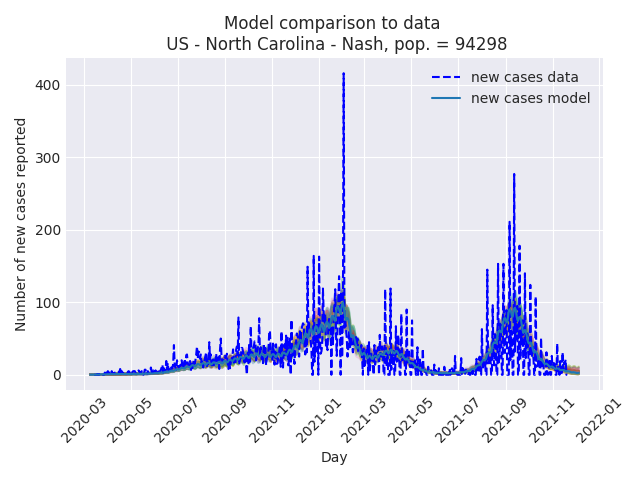 Model comparison to data
US - North Carolina - Nash, pop. = 94298
new cases data
new cases model
Number of new cases reported
400
300
200
100
0
2020-03
2020-05
2020-07
2020-09
2020-11
2021-01
2021-03
2021-05
2021-07
2021-09
2021-11
2022-01
Day